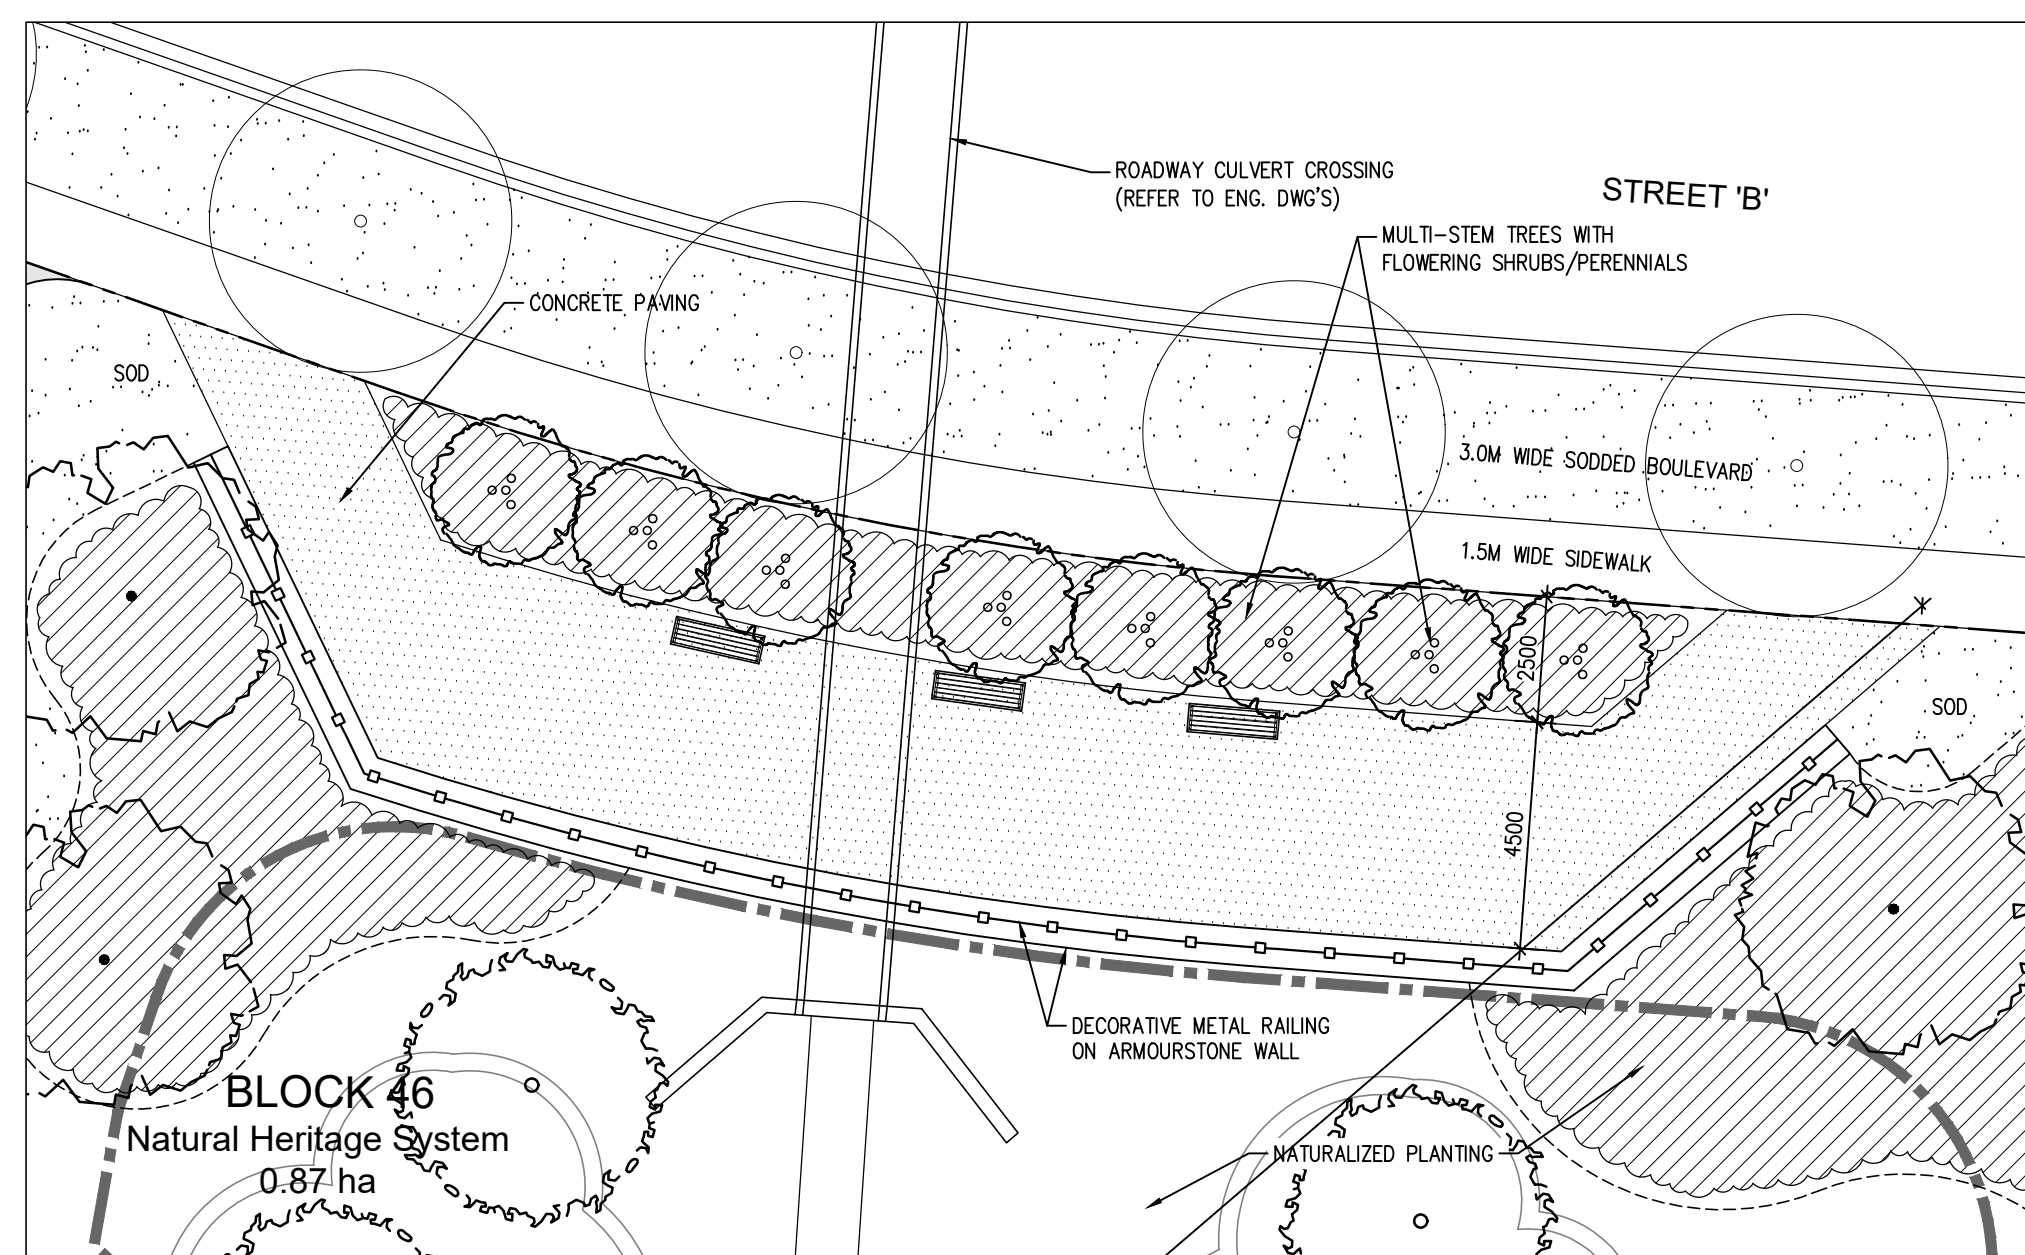 ROADWAY CULVERT CROSSING
(REFER TO ENG. DWG'S)
STREET 'B'
MULTI-STEM TREES WITH
FLOWERING SHRUBS/PERENNIALS
CONCRETE PAVING
SOD
3.0M WIDE SODDED BOULEVARD
1.5M WIDE SIDEWALK
2500
SOD
4500
DECORATIVE METAL RAILING
ON ARMOURSTONE WALL
BLOCK 46
Natural Heritage System
0.87 ha
NATURALIZED PLANTING